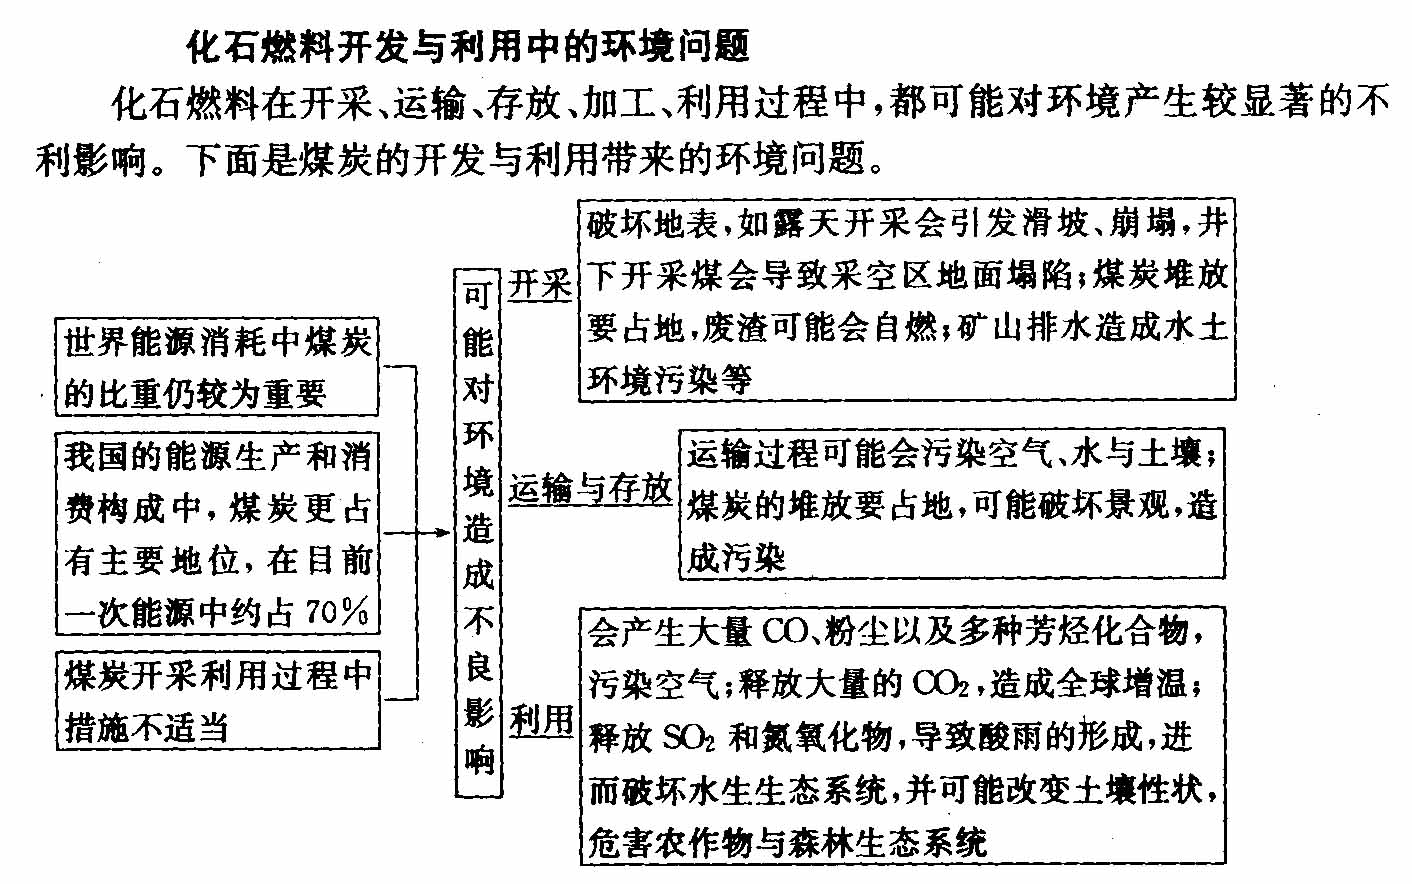 化石燃料开发与利用中的环境问题
化石燃料在开采、运输、存放、加工、利用过程中,都可能对环境产生较显著的不
利影响。下面是煤炭的开发与利用带来的环境问题。
世界能源消耗中煤炭
的比重仍较为重要
我国的能源生产和消
费构成中,煤炭更占
有主要地位,在目前
一次能源中约占70%
煤炭开采利用过程中
措施不适当
可能对环境造成不良影响
开采
破坏地表,如露天开采会引发滑坡、崩塌,井
下开采煤会导致采空区地面塌陷;煤炭堆放
要占地,废渣可能会自燃;矿山排水造成水土
环境污染等
运输与存放
运输过程可能会污染空气、水与土壤;
煤炭的堆放要占地,可能破坏景观,造
成污染
利用
会产生大量CO、粉尘以及多种芳烃化合物,
污染空气;释放大量的CO₂,造成全球增温;
释放SO₂和氮氧化物,导致酸雨的形成,进
而破坏水生生态系统,并可能改变土壤性状,
危害农作物与森林生态系统